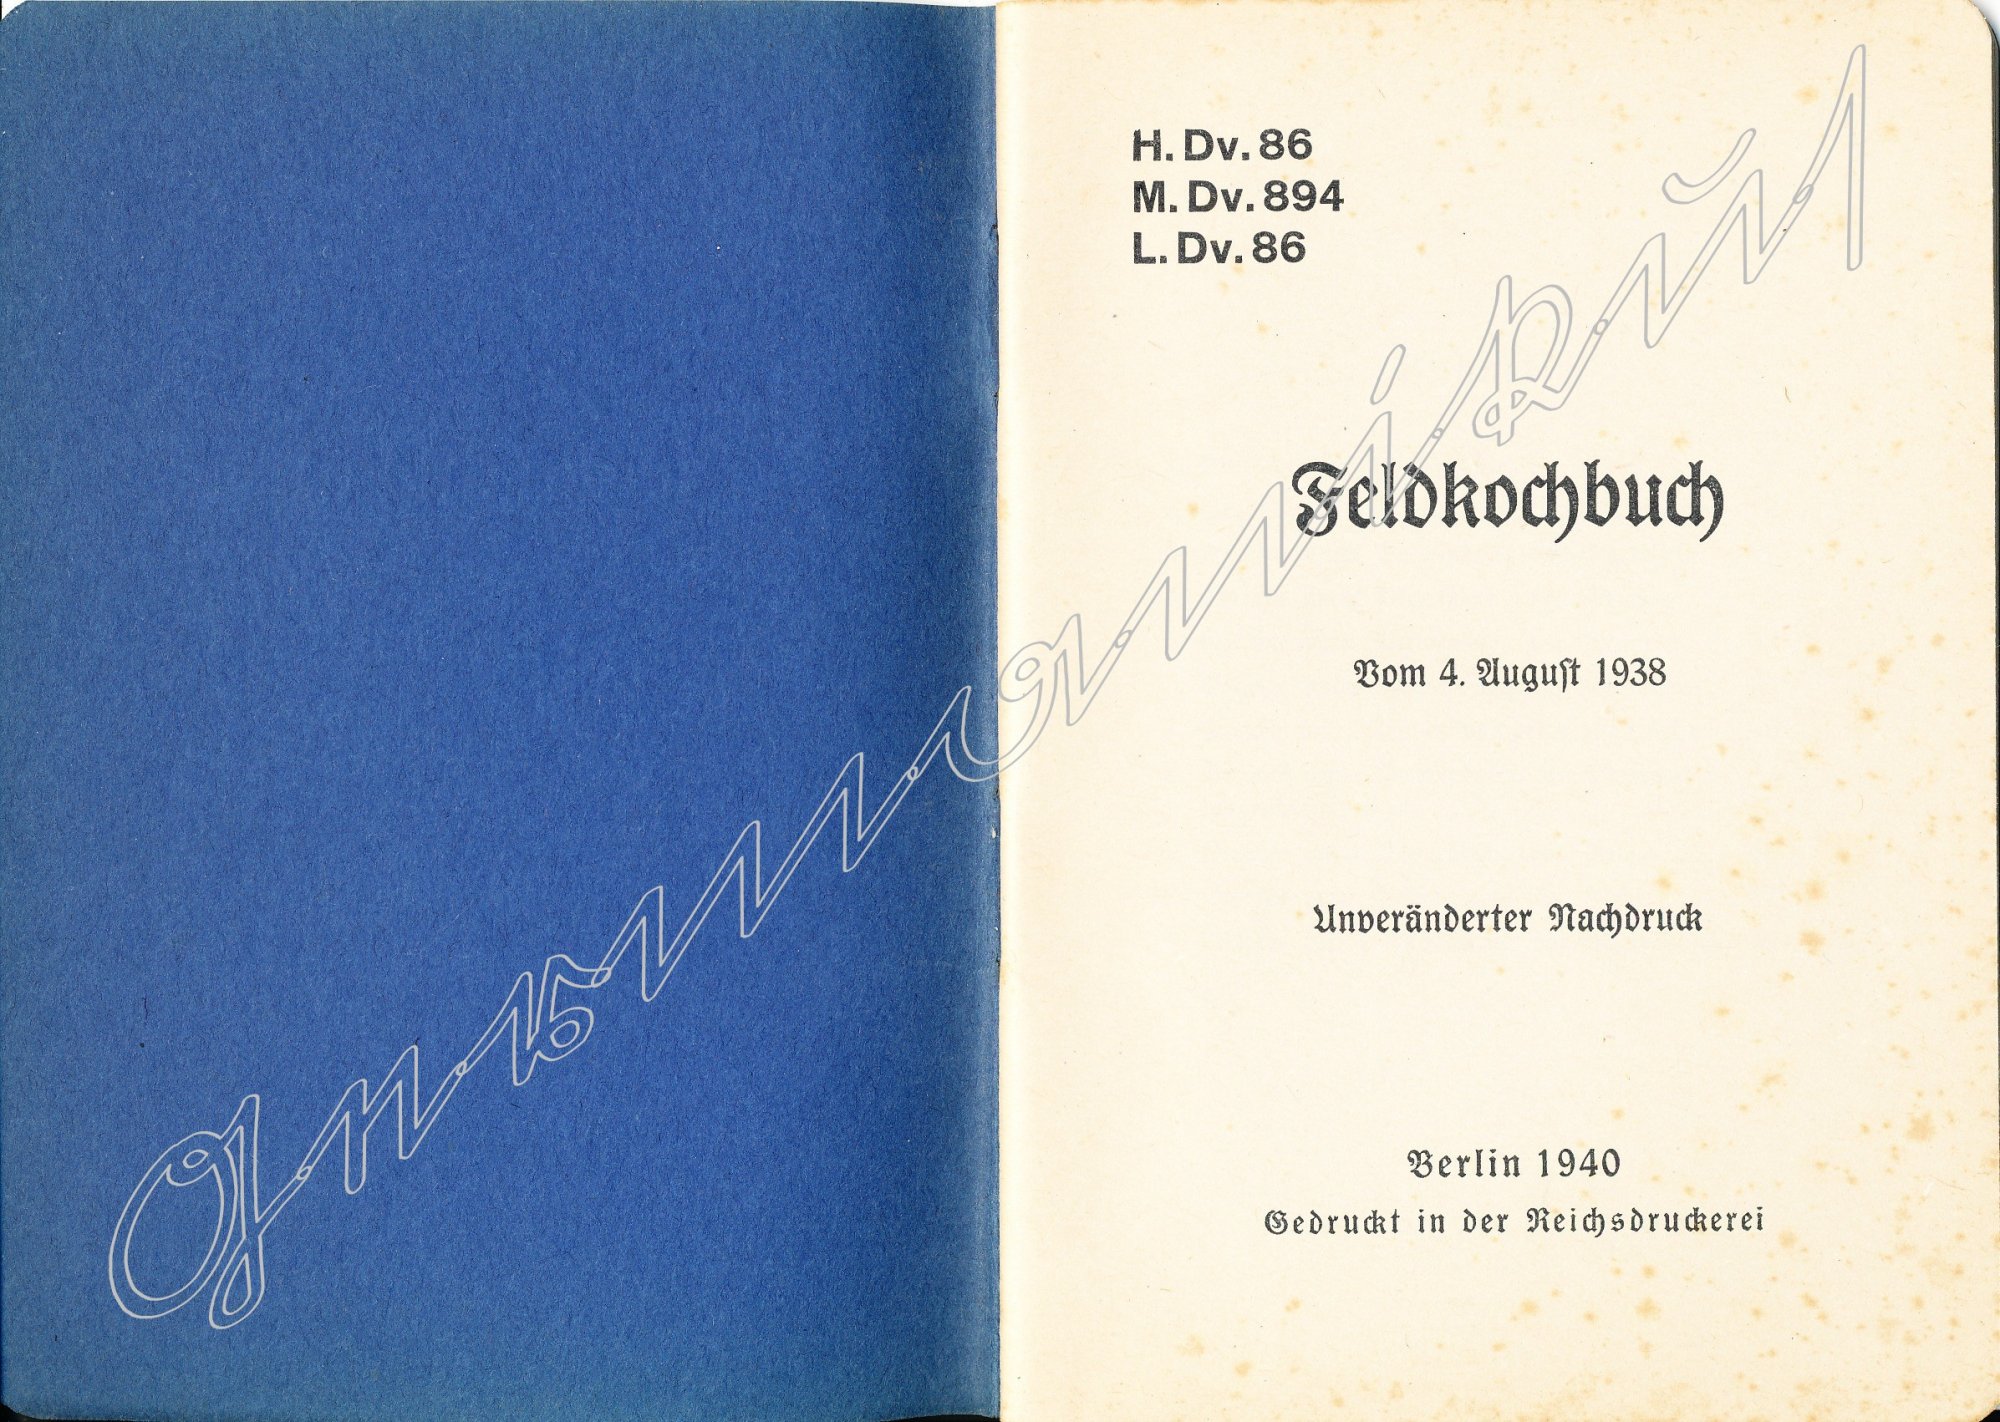 H. Dv. 86
M. Dv. 894
L. Dv. 86
Feldkochbuch
Vom 4. August 1938
Unveränderter Nachdruck
Berlin 1940
Gedruckt in der Reichsdruckerei